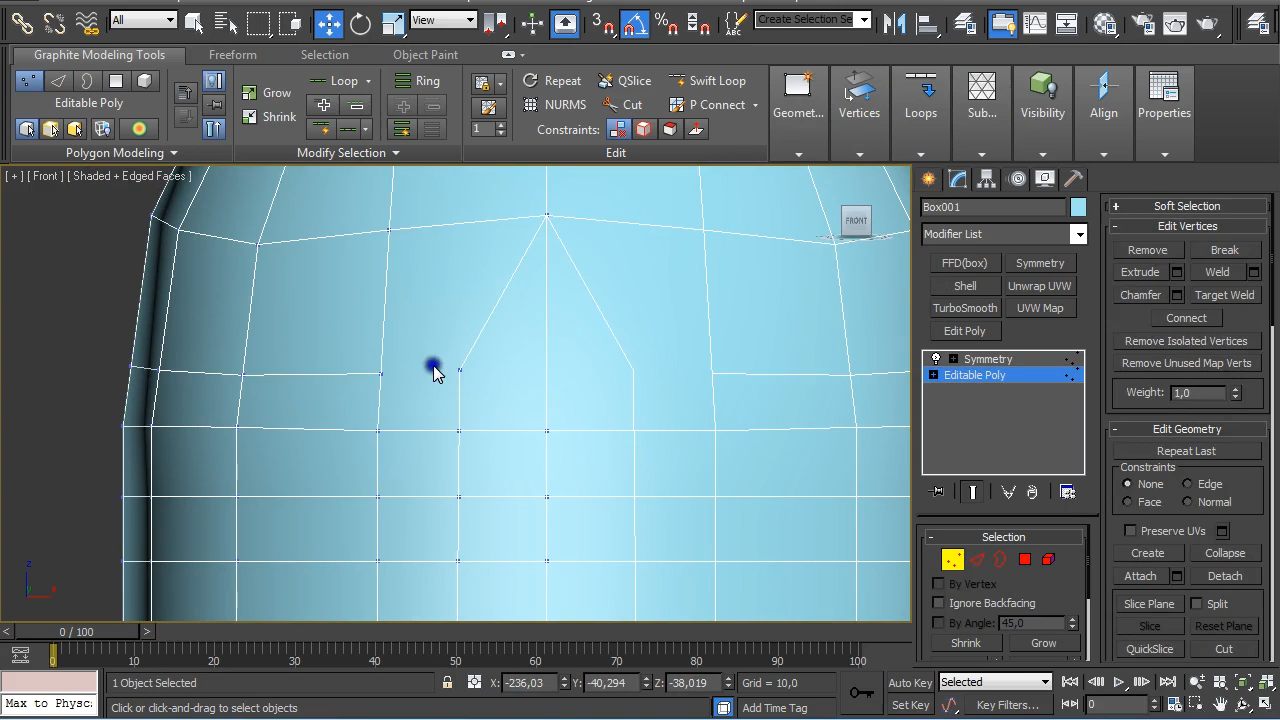 All
View
3
Create Selection Se
ABC
Graphite Modeling Tools
Freeform
Selection
Object Paint
Editable Poly
Polygon Modeling
Grow
Shrink
Loop
Ring
1
Modify Selection
Repeat
QSlice
Swift Loop
NURMS
Cut
P Connect
Constraints:
Edit
Geomet...
Vertices
Loops
Sub...
Visibility
Align
Properties
[ + ] [ Front ] [ Shaded + Edged Faces ]
FRONT
z
x
Box001
Modifier List
FFD(box)
Symmetry
Shell
Unwrap UVW
TurboSmooth
UVW Map
Edit Poly
Symmetry
Editable Poly
Selection
By Vertex
Ignore Backfacing
By Angle:
45,0
Shrink
Grow
Soft Selection
Edit Vertices
Remove
Break
Extrude
Weld
Chamfer
Target Weld
Connect
Remove Isolated Vertices
Remove Unused Map Verts
Weight:
1,0
Edit Geometry
Repeat Last
Constraints
None
Edge
Face
Normal
Preserve UVs
Create
Collapse
Attach
Detach
Slice Plane
Split
Slice
Reset Plane
QuickSlice
Cut
0 / 100
0
10
20
30
40
50
60
70
80
90
100
1 Object Selected
X:
-236,03
Y:
-40,294
Z:
-38,019
Grid = 10,0
Auto Key
Selected
Max to Physc
Click or click-and-drag to select objects
Add Time Tag
Set Key
Key Filters...
0